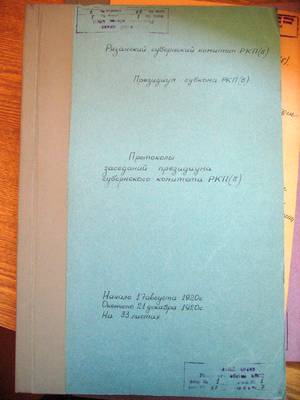 Рязанский губернский комитет РКП(б)
Президиум губкома РКП(б)
Протоколы
заседаний президиума
губернского комитета РКП(б)
Начато 17 августа 1920г.
Окончено 21 декабря 1920г.
На 33 листах